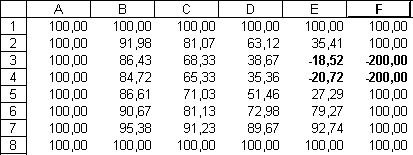 A B C D E F
1 100,00 100,00 100,00 100,00 100,00 100,00
2 100,00 91,98 81,07 63,12 35,41 100,00
3 100,00 86,43 68,33 38,67 -18,52 -200,00
4 100,00 84,72 65,33 35,36 -20,72 -200,00
5 100,00 86,61 71,03 51,46 27,29 100,00
6 100,00 90,67 81,13 72,98 79,27 100,00
7 100,00 95,38 91,23 89,67 92,74 100,00
8 100,00 100,00 100,00 100,00 100,00 100,00